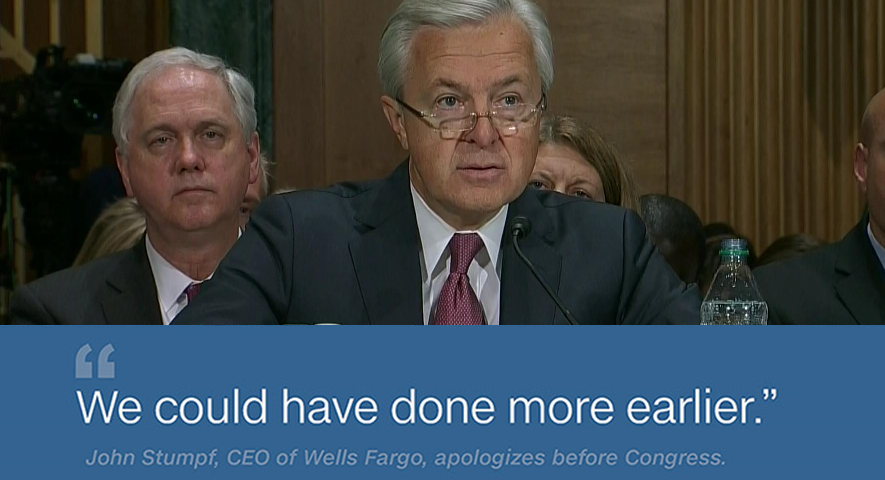 “
We could have done more earlier.”
John Stumpf, CEO of Wells Fargo, apologizes before Congress.